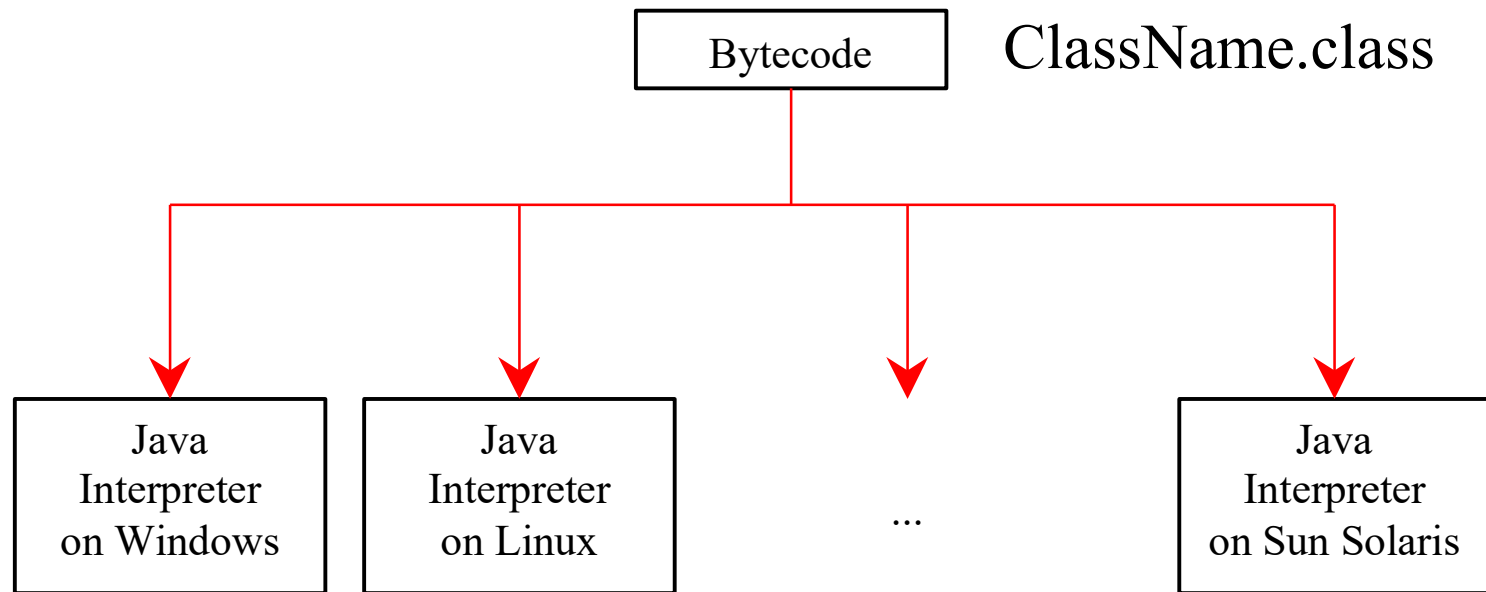 Bytecode
ClassName.class
Java
Interpreter
on Windows
Java
Interpreter
on Linux
...
Java
Interpreter
on Sun Solaris